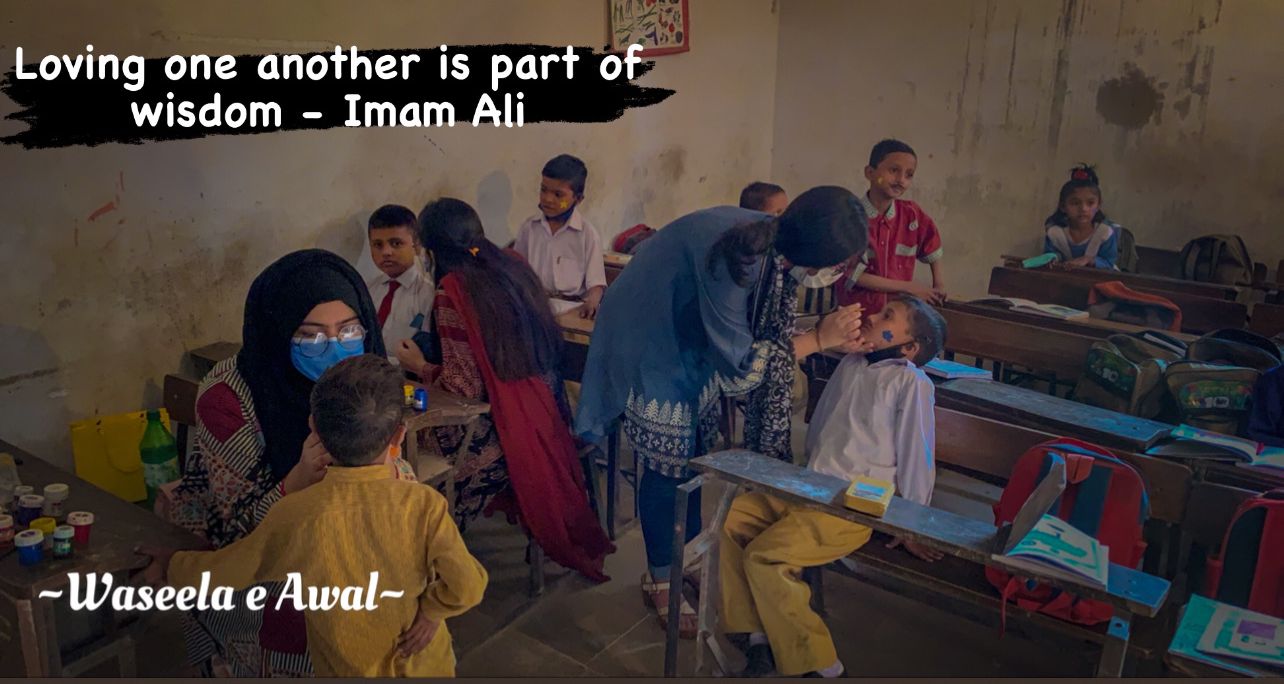 Loving one another is part of
wisdom - Imam Ali
~Waseela e Awal~